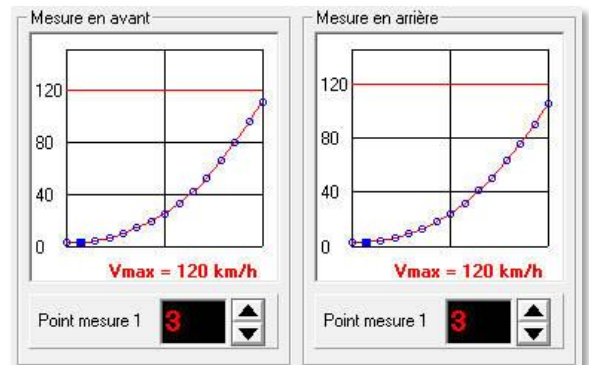 Mesure en avant
120
80
40
0
Vmax = 120 km/h
Point mesure 1
3
Mesure en arrière
120
80
40
0
Vmax = 120 km/h
Point mesure 1
3